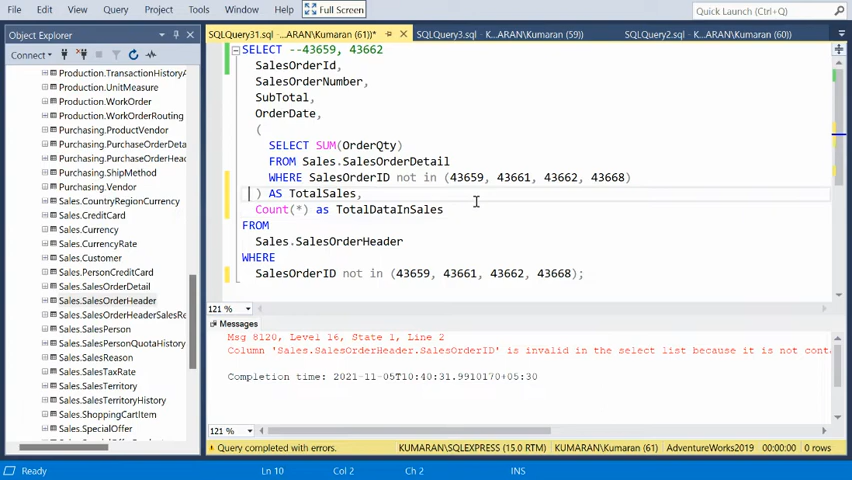 File Edit View Query Project Tools Window Help Full Screen Quick Launch (Ctrl+Q)
Object Explorer
SQLQuery31.sql -...ARAN(Kumaran (61))* SQLQuery3.sql - K...ARAN\Kumaran (59)) SQLQuery2.sql - K...ARAN\Kumaran (60))
Connect
Production.TransactionHistoryA
Production.UnitMeasure
Production.WorkOrder
Production.WorkOrderRouting
Purchasing.ProductVendor
Purchasing.PurchaseOrderDeta
Purchasing.PurchaseOrderHea
Purchasing.ShipMethod
Purchasing.Vendor
Sales.CountryRegionCurrency
Sales.CreditCard
Sales.Currency
Sales.CurrencyRate
Sales.Customer
Sales.PersonCreditCard
Sales.SalesOrderDetail
Sales.SalesOrderHeader
Sales.SalesOrderHeaderSalesRe
Sales.SalesPerson
Sales.SalesPersonQuotaHistory
Sales.SalesReason
Sales.SalesTaxRate
Sales.SalesTerritory
Sales.SalesTerritoryHistory
Sales.ShoppingCartItem
Sales.SpecialOffer
SELECT --43659, 43662
SalesOrderId,
SalesOrderNumber,
SubTotal,
OrderDate,
(
SELECT SUM(OrderQty)
FROM Sales.SalesOrderDetail
WHERE SalesOrderID not in (43659, 43661, 43662, 43668)
) AS TotalSales,
Count(*) as TotalDataInSales
FROM
Sales.SalesOrderHeader
WHERE
SalesOrderID not in (43659, 43661, 43662, 43668);
121 %
Messages
Msg 8120, Level 16, State 1, Line 2
Column 'Sales.SalesOrderHeader.SalesOrderID' is invalid in the select list because it is not cont
Completion time: 2021-11-05T10:40:31.9910170+05:30
121 %
Query completed with errors. KUMARAN\SQLEXPRESS (15.0 RTM) KUMARAN\Kumaran (61) AdventureWorks2019 00:00:00 0 rows
Ready Ln 10 Col 2 Ch 2 INS